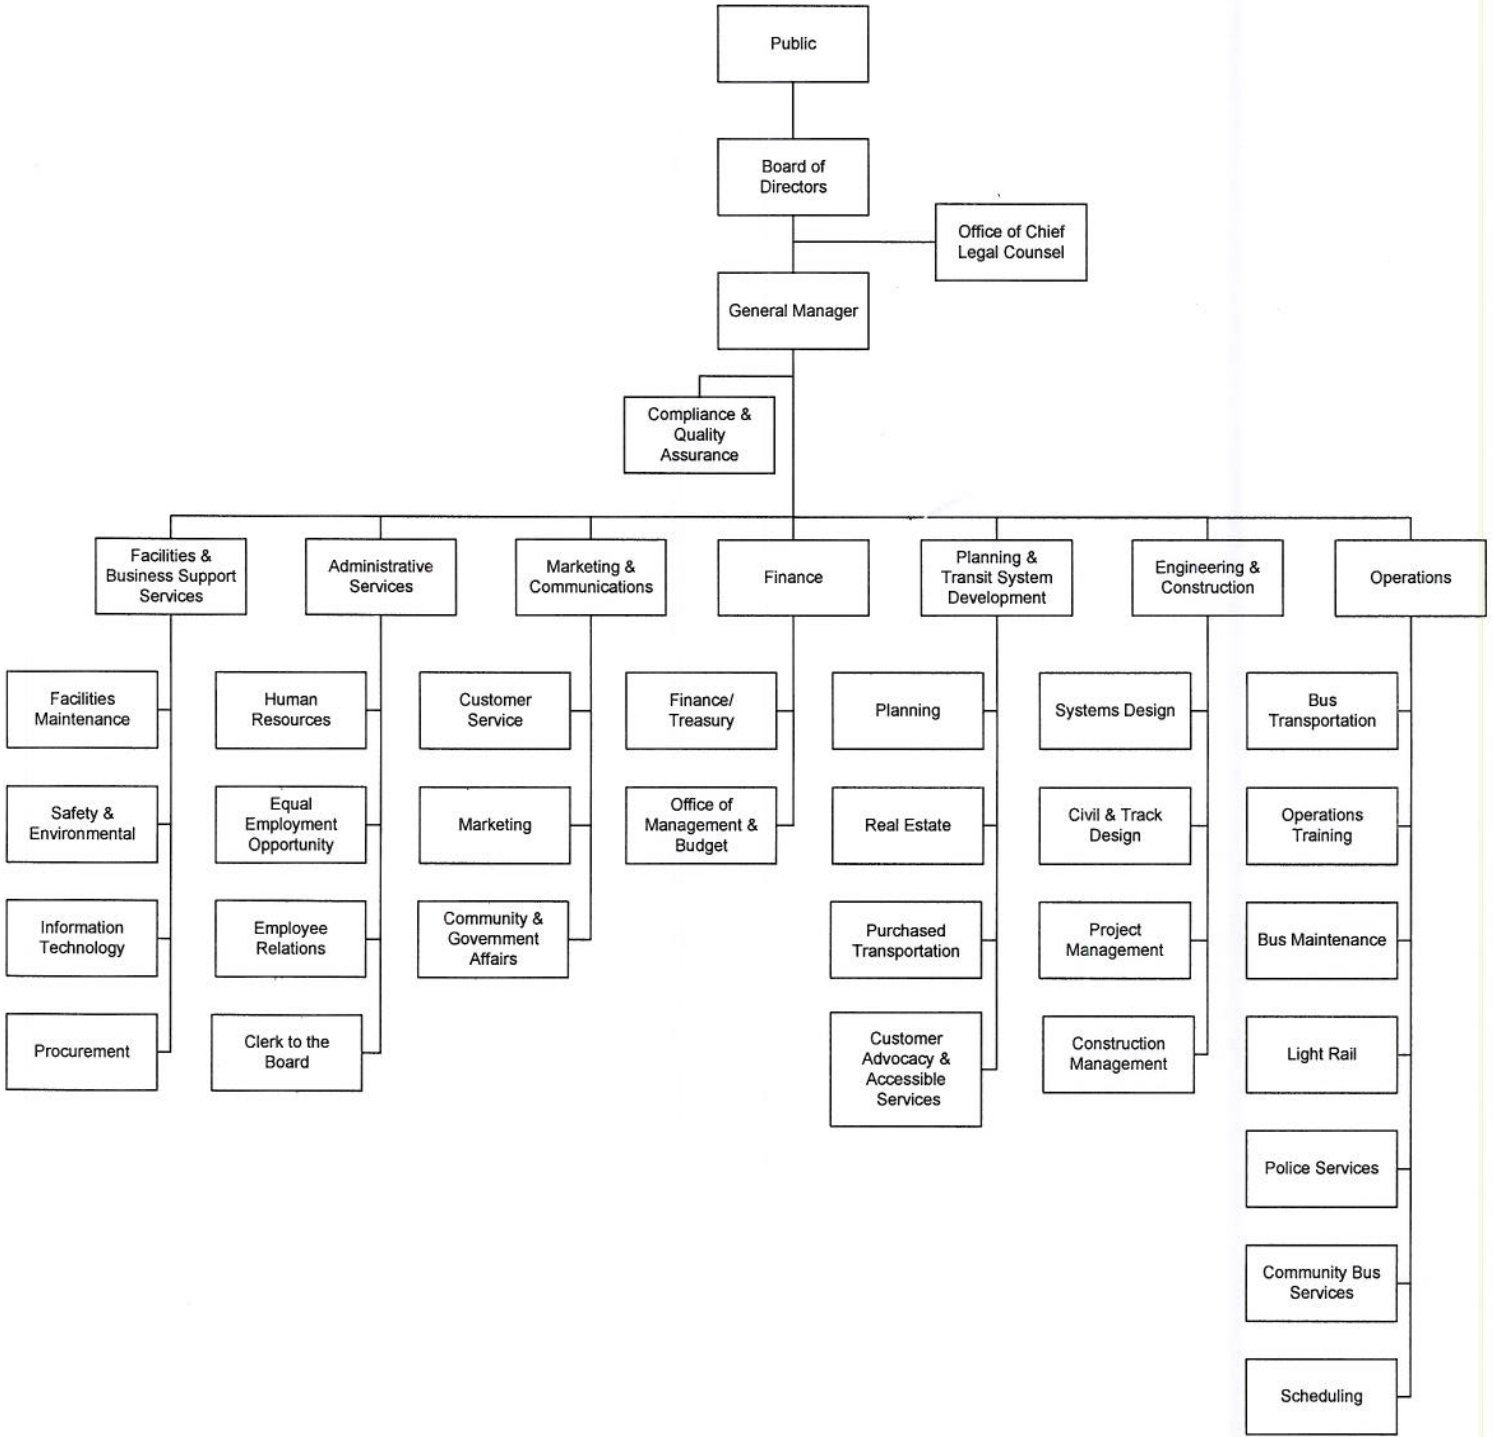 Public
Board of
Directors
Office of Chief
Legal Counsel
General Manager
Compliance &
Quality
Assurance
Facilities &
Business Support
Services
Administrative
Services
Marketing &
Communications
Finance
Planning &
Transit System
Development
Engineering &
Construction
Operations
Facilities
Maintenance
Human
Resources
Customer
Service
Finance/
Treasury
Planning
Systems Design
Bus
Transportation
Safety &
Environmental
Equal
Employment
Opportunity
Marketing
Office of
Management &
Budget
Real Estate
Civil & Track
Design
Operations
Training
Information
Technology
Employee
Relations
Community &
Government
Affairs
Purchased
Transportation
Project
Management
Bus Maintenance
Procurement
Clerk to the
Board
Customer
Advocacy &
Accessible
Services
Construction
Management
Light Rail
Police Services
Community Bus
Services
Scheduling